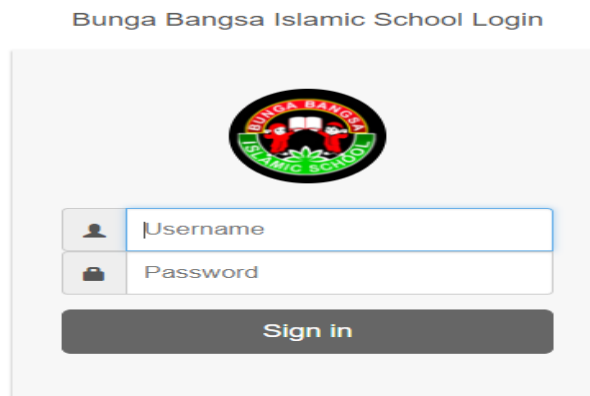 Bunga Bangsa Islamic School Login
BUNGA BANGSA
ISLAMIC SCHOOL
Username
Password
Sign in